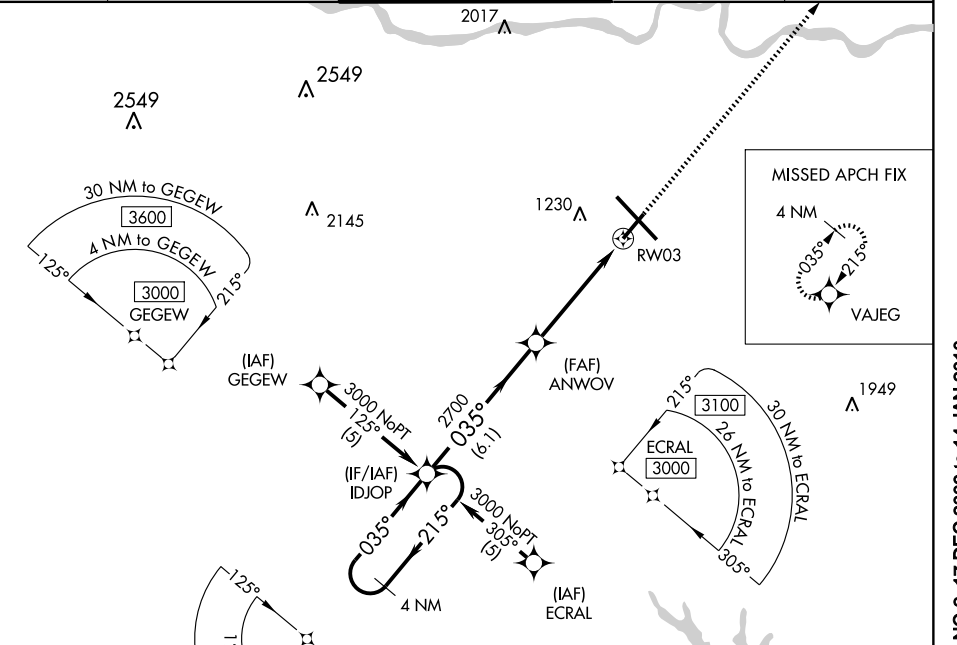 2017
2549
2549
30 NM to GEGEW
3600
4 NM to GEGEW
3000
GEGEW
125°
215°
2145
1230
RW03
MISSED APCH FIX
4 NM
035°
215°
VAJEG
(IAF)
GEGEW
3000 NoPT
125°
(5)
2700
035°
(6.1)
(FAF)
ANWOV
(IF/IAF)
IDJOP
035°
215°
4 NM
3000 NoPT
305°
(5)
(IAF)
ECRAL
215°
3100
30 NM to ECRAL
26 NM to ECRAL
ECRAL
3000
305°
1949
125°